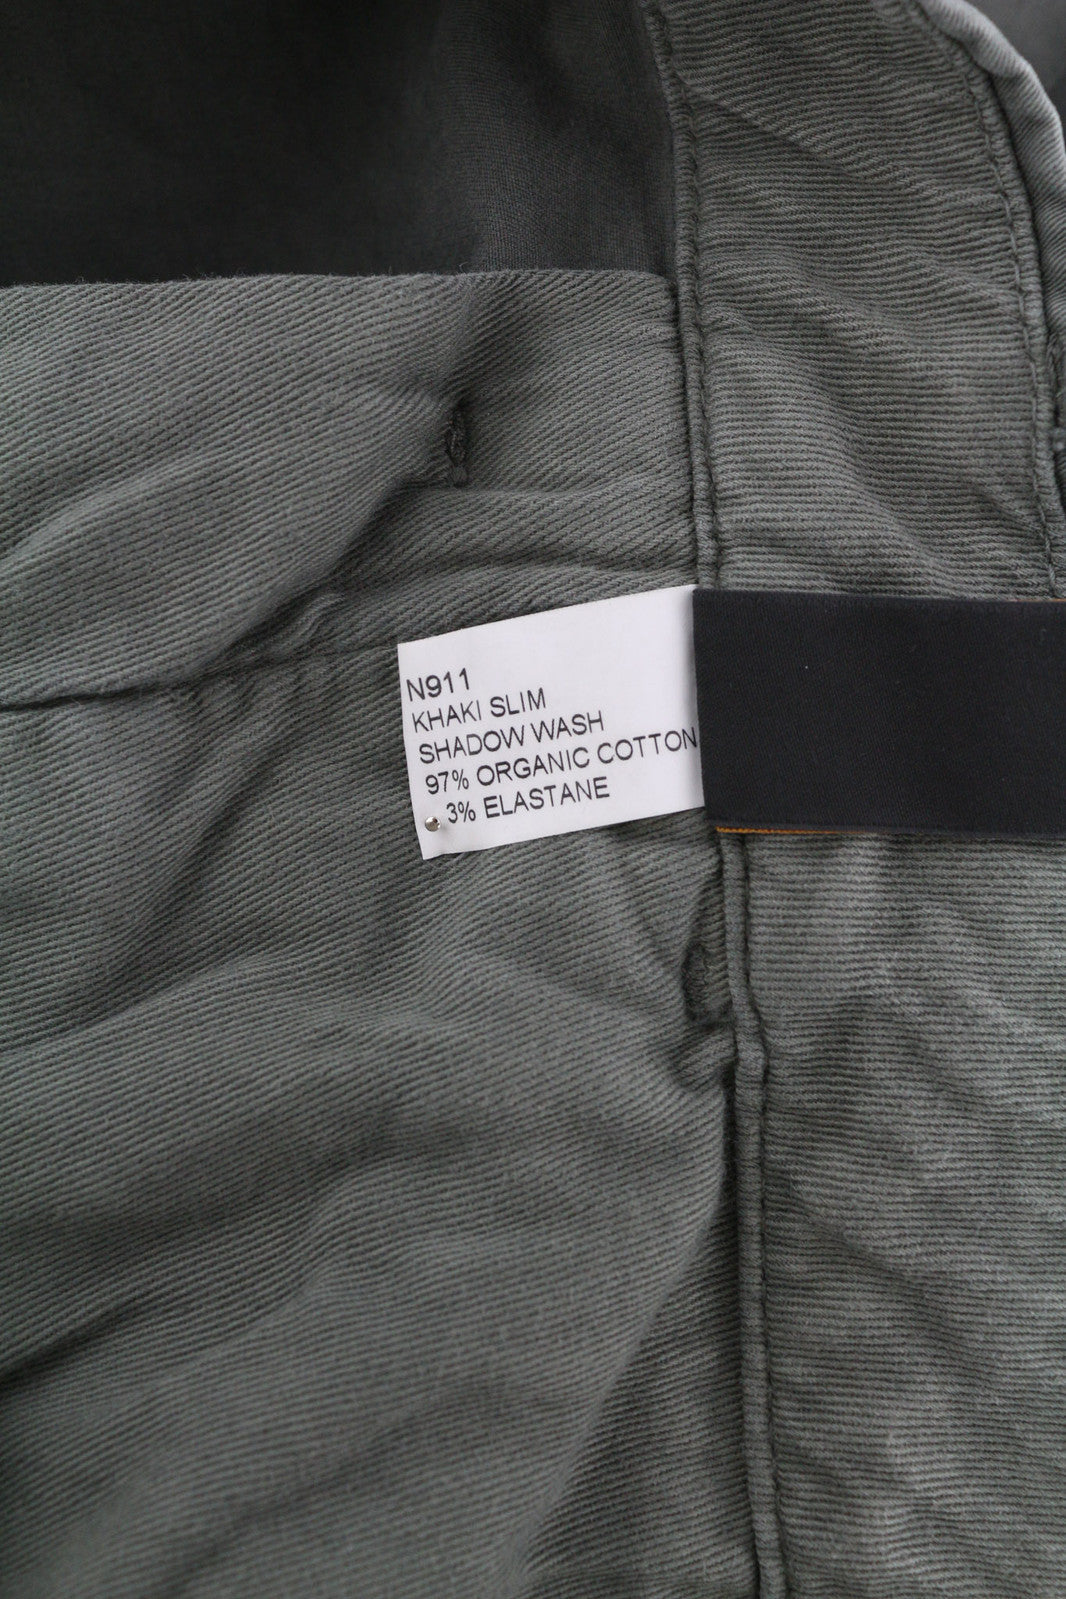 N911
KHAKI SLIM
SHADOW WASH
97% ORGANIC COTTON
3% ELASTANE